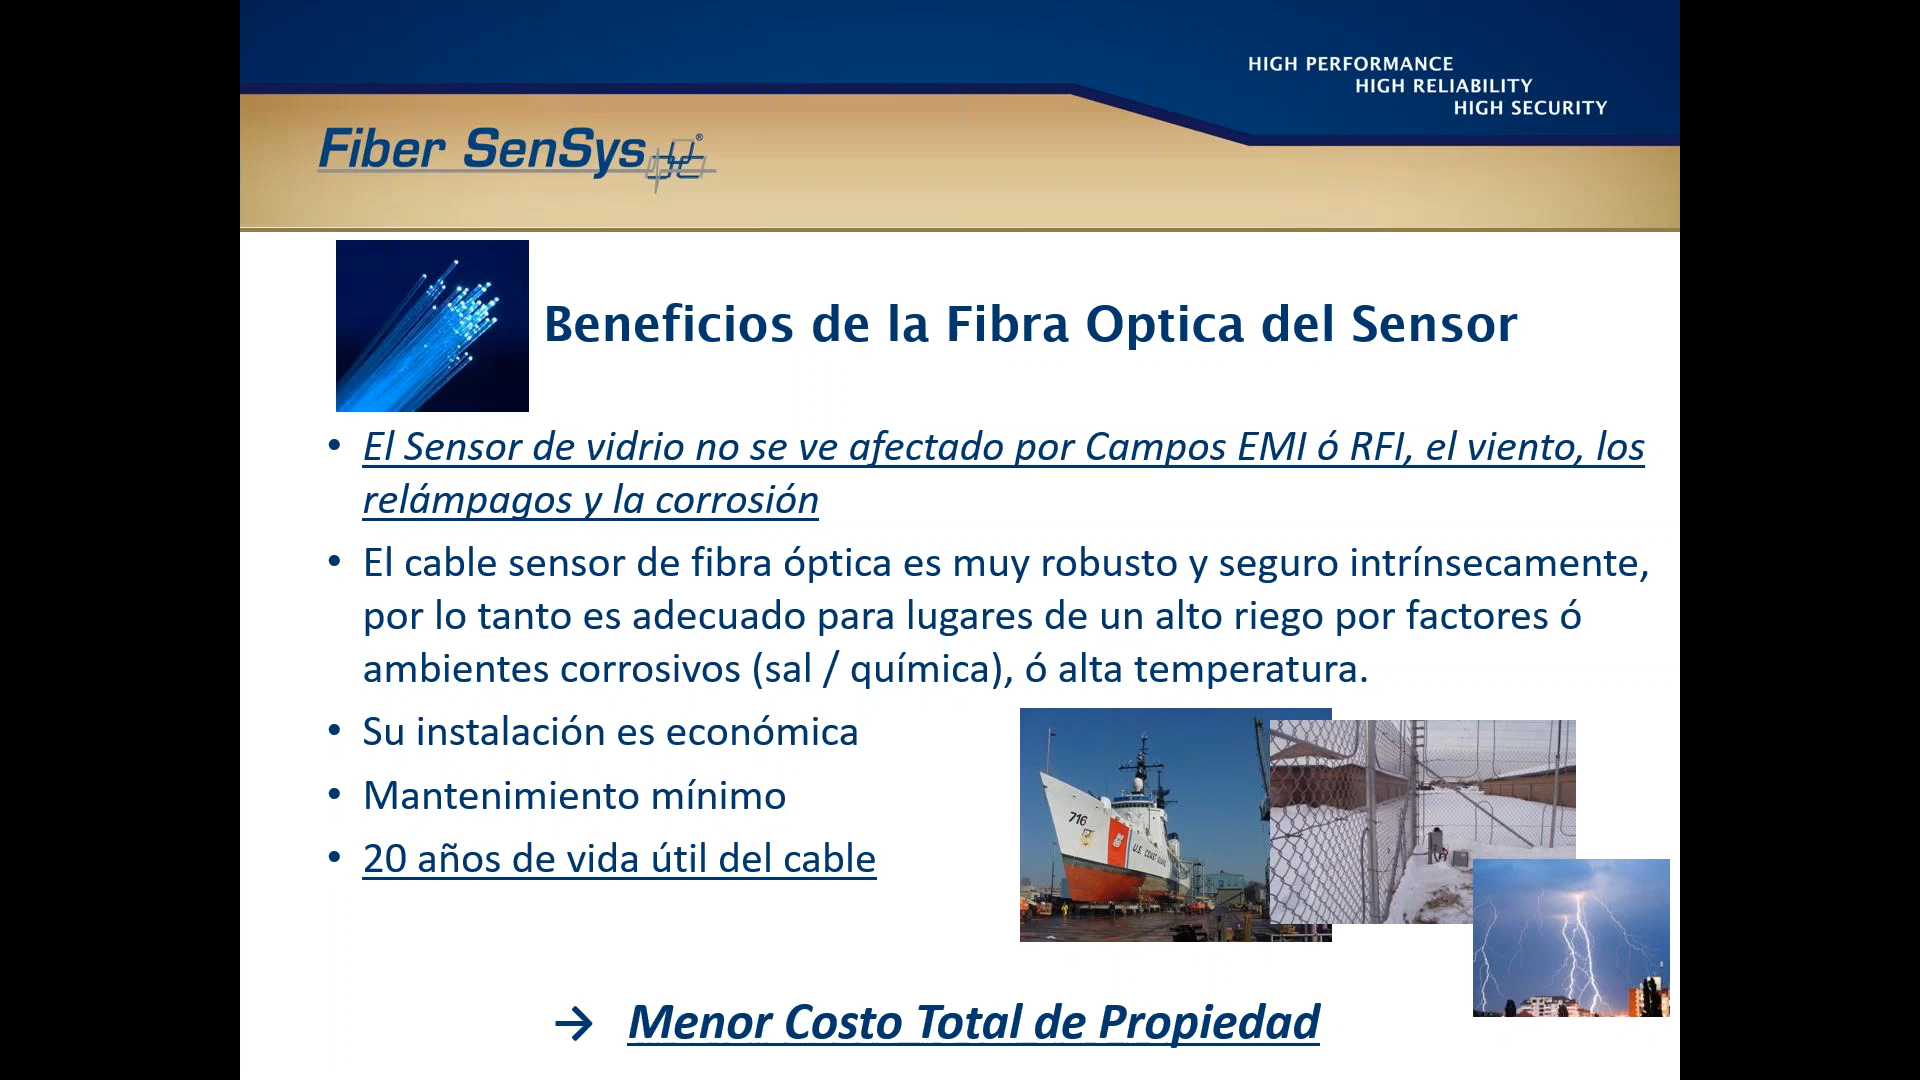 HIGH PERFORMANCE
HIGH RELIABILITY
HIGH SECURITY
Fiber SenSys®
Beneficios de la Fibra Optica del Sensor
• El Sensor de vidrio no se ve afectado por Campos EMI ó RFI, el viento, los
relámpagos y la corrosión
• El cable sensor de fibra óptica es muy robusto y seguro intrínsecamente,
por lo tanto es adecuado para lugares de un alto riego por factores ó
ambientes corrosivos (sal / química), ó alta temperatura.
• Su instalación es económica
• Mantenimiento mínimo
• 20 años de vida útil del cable
716
U.S. COAST GUARD
→ Menor Costo Total de Propiedad